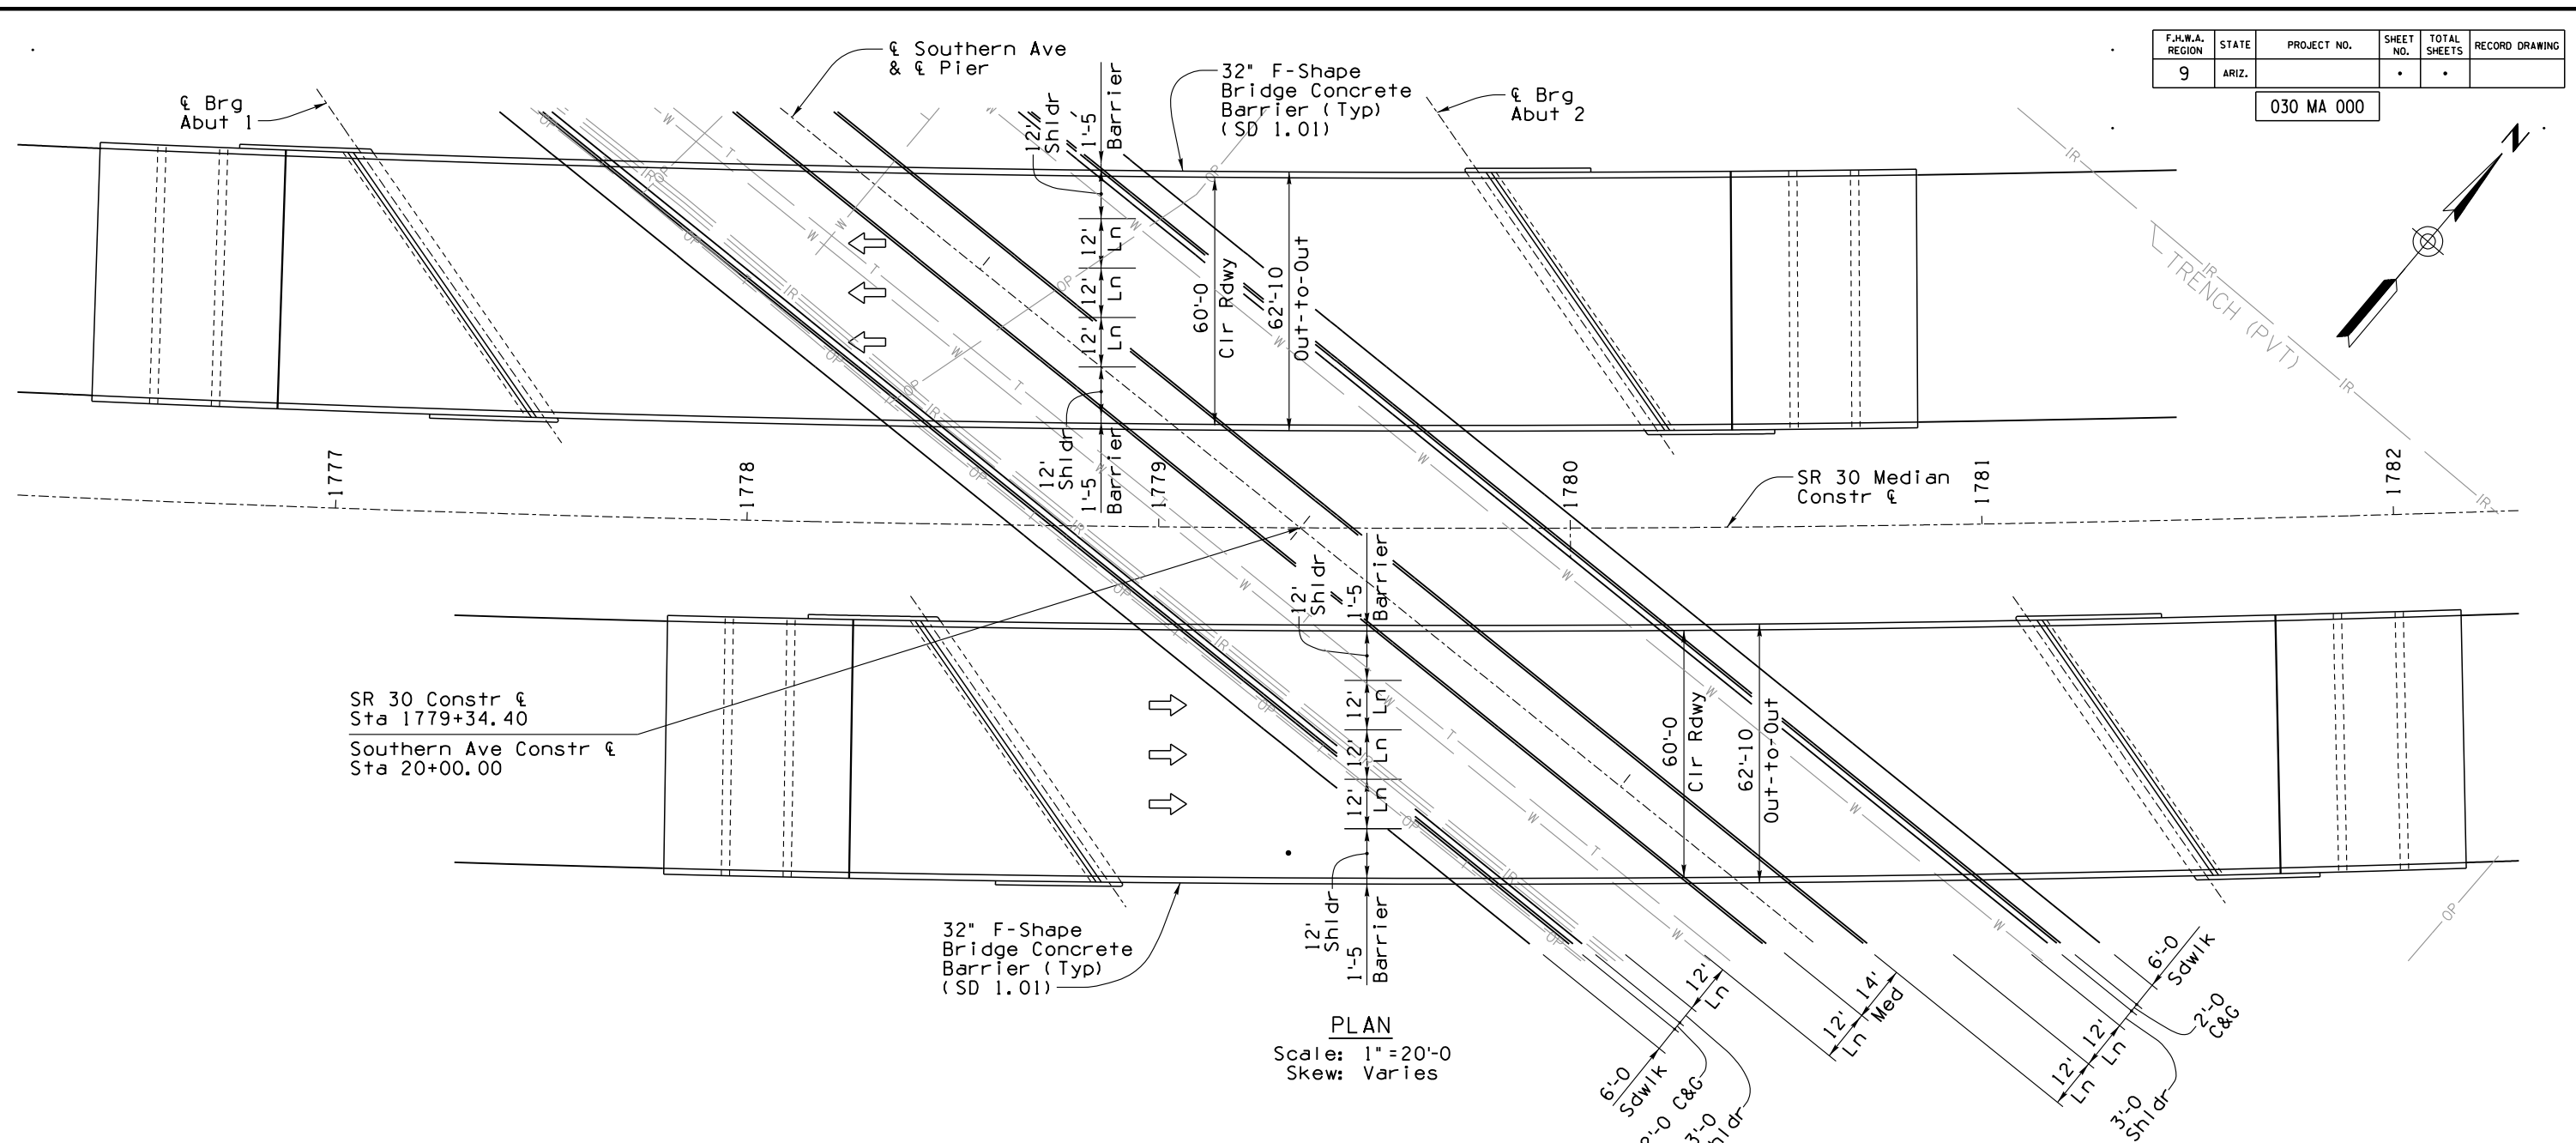 F.H.W.A. REGION
STATE
PROJECT NO.
SHEET NO.
TOTAL SHEETS
RECORD DRAWING
9
ARIZ.
030 MA 000
℄ Southern Ave
& ℄ Pier
32" F-Shape
Bridge Concrete
Barrier (Typ)
(SD 1.01)
℄ Brg
Abut 1
℄ Brg
Abut 2
N
12'
Shldr
1'-5
Barrier
12'
Ln
12'
Ln
12'
Ln
12'
Shldr
1'-5
Barrier
60'-0
Clr Rdwy
62'-10
Out-to-Out
TRENCH (PVT)
1777
1778
1779
1780
1781
1782
SR 30 Median
Constr ℄
12'
Shldr
1'-5
Barrier
12'
Ln
12'
Ln
12'
Ln
12'
Shldr
1'-5
Barrier
60'-0
Clr Rdwy
62'-10
Out-to-Out
SR 30 Constr ℄
Sta 1779+34.40
Southern Ave Constr ℄
Sta 20+00.00
32" F-Shape
Bridge Concrete
Barrier (Typ)
(SD 1.01)
PLAN
Scale: 1"=20'-0
Skew: Varies
6'-0
Sdwlk
2'-0 C&G
3'-0
12'
Ln
12'
Ln
14'
Med
12'
Ln
12'
Ln
3'-0
Shldr
2'-0
C&G
6'-0
Sdwlk